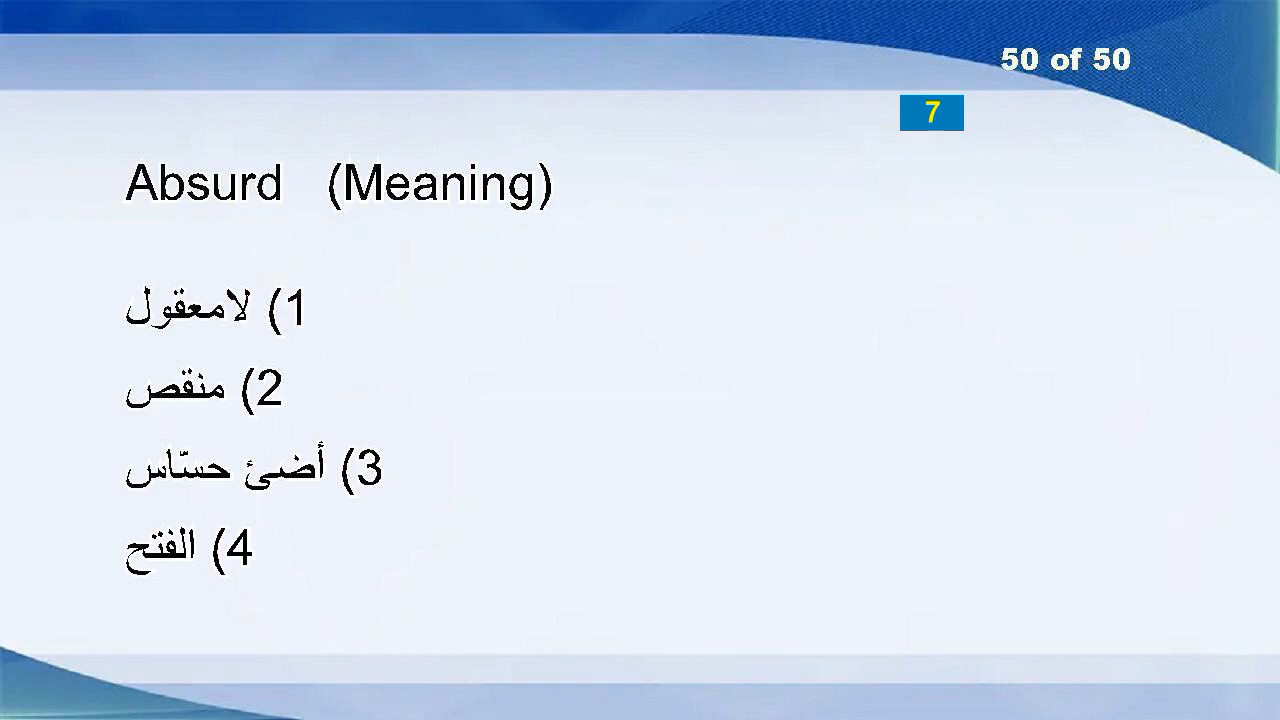 50 of 50
7
Absurd (Meaning)
1) لامعقول
2) منقص
3) أضئ حسّاس
4) الفتح